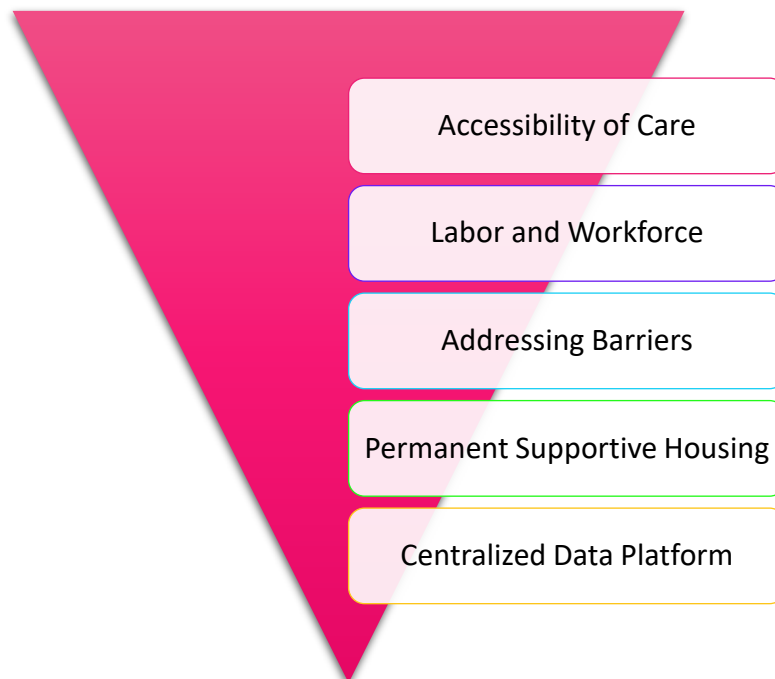 Accessibility of Care
Labor and Workforce
Addressing Barriers
Permanent Supportive Housing
Centralized Data Platform